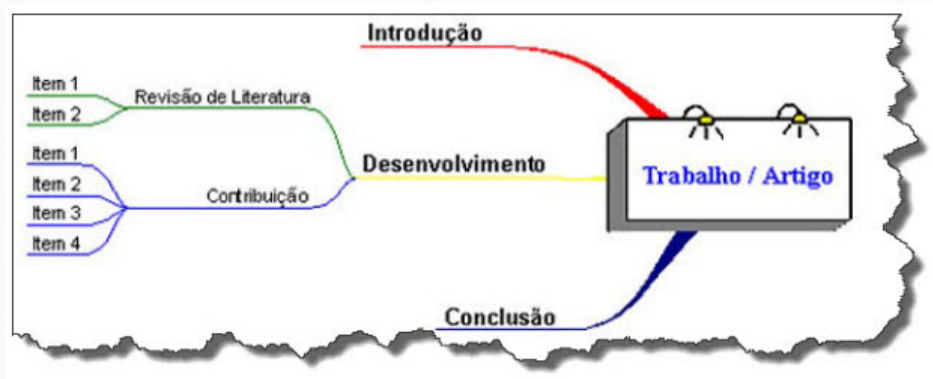 Introdução
Item 1
Revisão de Literatura
Item 2
Item 1
Desenvolvimento
Trabalho / Artigo
Item 2
Contribuição
Item 3
Item 4
Conclusão